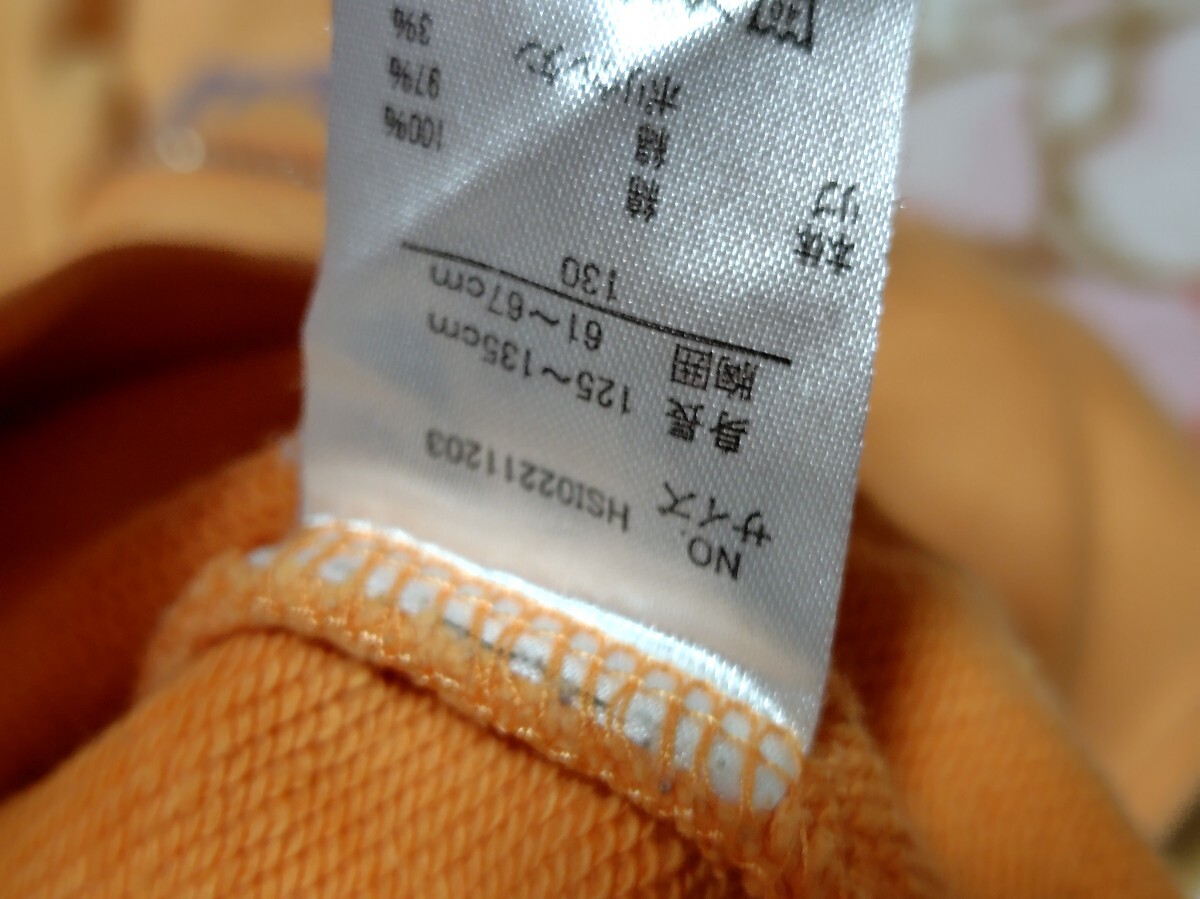 NO. HSI02211203
サイズ
身長 125～135cm
胸囲 61～67cm
130
本体 綿 100%
リブ 綿 97%
ポリウレタン 3%